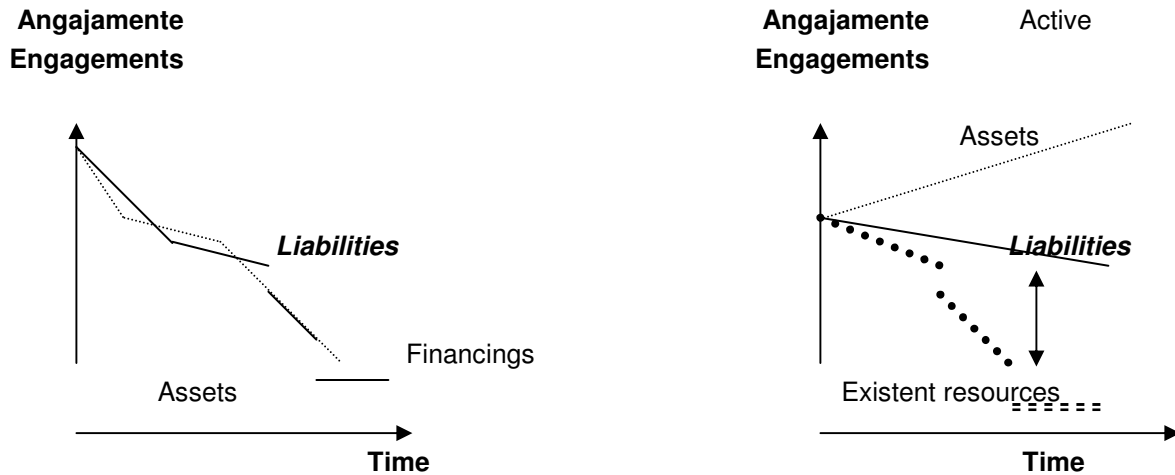 Angajamente
Engagements
Liabilities
Financings
Assets
Time
Angajamente Active
Engagements
Assets
Liabilities
Existent resources
Time